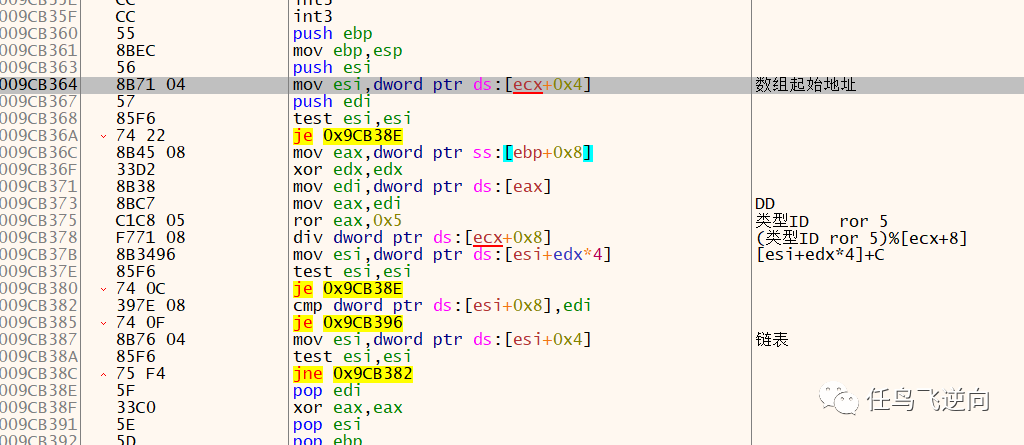 009CB35E CC int3
009CB35F CC int3
009CB360 55 push ebp
009CB361 8BEC mov ebp,esp
009CB363 56 push esi
009CB364 8B71 04 mov esi,dword ptr ds:[ecx+0x4] 数组起始地址
009CB367 57 push edi
009CB368 85F6 test esi,esi
009CB36A 74 22 je 0x9CB38E
009CB36C 8B45 08 mov eax,dword ptr ss:[ebp+0x8]
009CB36F 33D2 xor edx,edx
009CB371 8B38 mov edi,dword ptr ds:[eax]
009CB373 8BC7 mov eax,edi DD
009CB375 C1C8 05 ror eax,0x5 类型ID ror 5
009CB378 F771 08 div dword ptr ds:[ecx+0x8] (类型ID ror 5)%[ecx+8]
009CB37B 8B3496 mov esi,dword ptr ds:[esi+edx*4] [esi+edx*4]+C
009CB37E 85F6 test esi,esi
009CB380 74 0C je 0x9CB38E
009CB382 397E 08 cmp dword ptr ds:[esi+0x8],edi
009CB385 74 0F je 0x9CB396
009CB387 8B76 04 mov esi,dword ptr ds:[esi+0x4] 链表
009CB38A 85F6 test esi,esi
009CB38C 75 F4 jne 0x9CB382
009CB38E 5F pop edi
009CB38F 33C0 xor eax,eax
009CB391 5E pop esi
009CB392 5D pop ebp
任鸟飞逆向